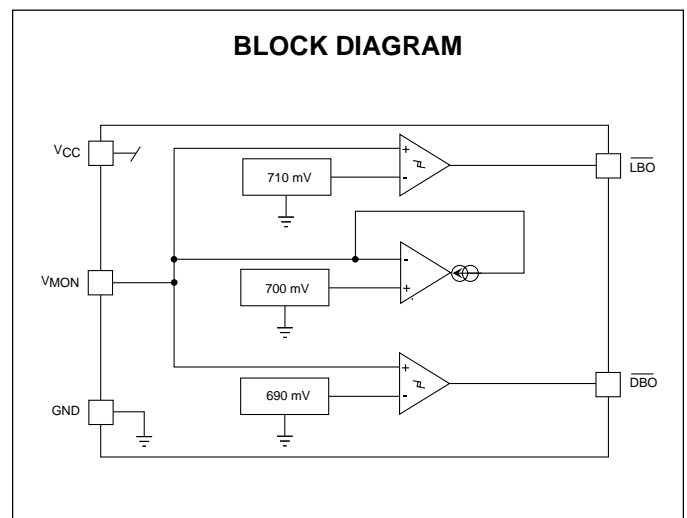 BLOCK DIAGRAM
VCC
+
-
710 mV
LBO
-
+
700 mV
VMON
+
-
690 mV
DBO
GND